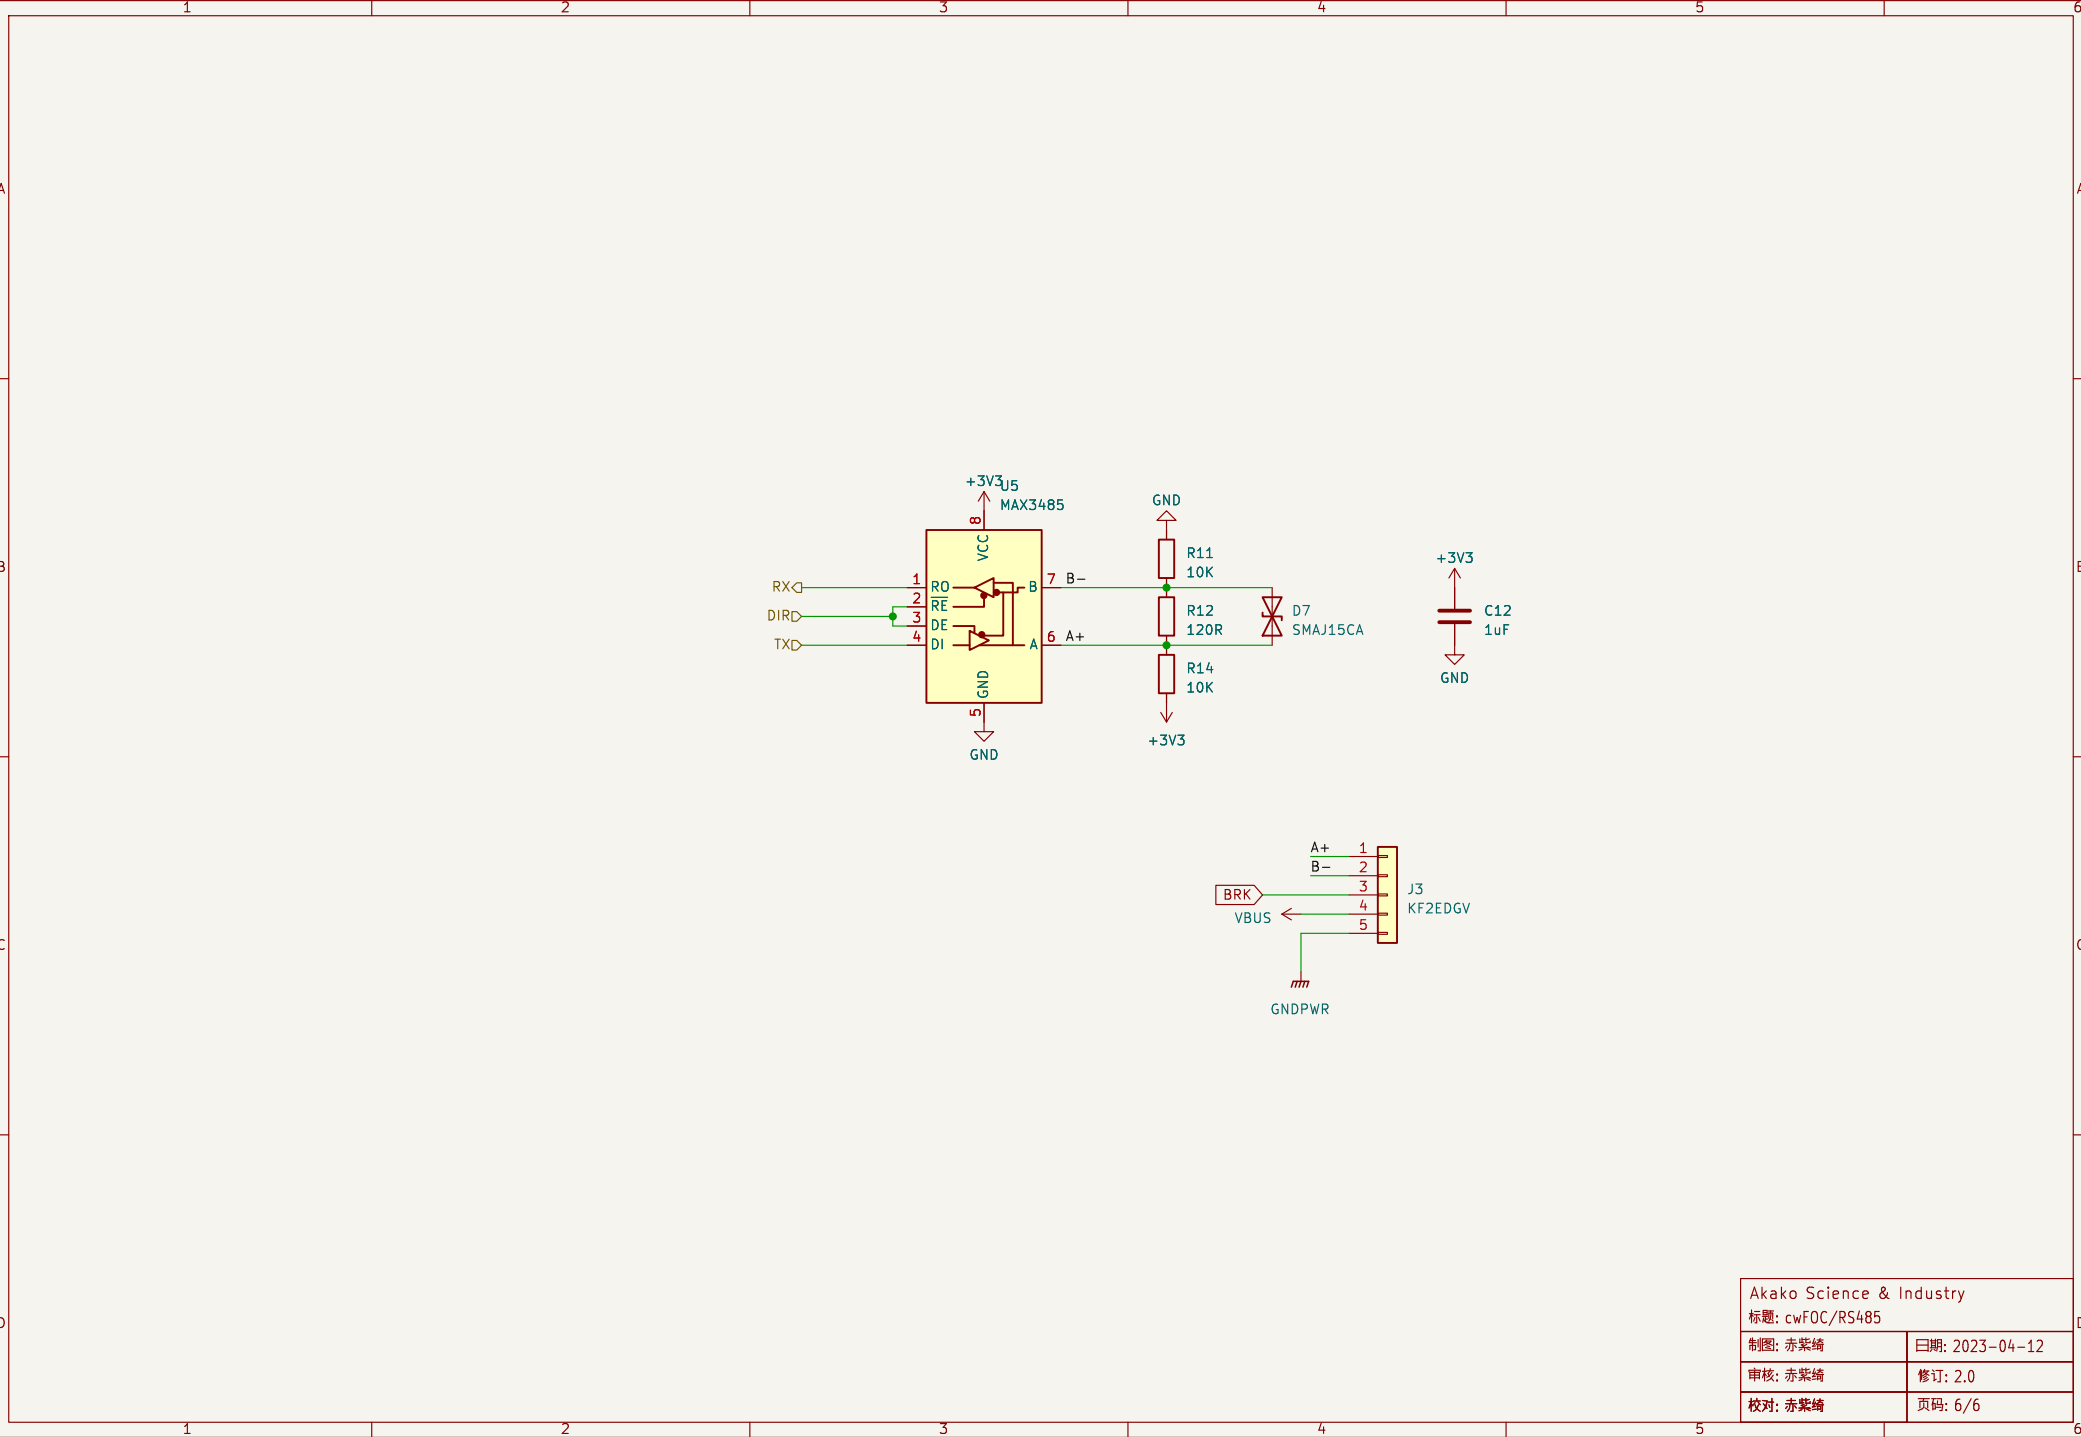 1 2 3 4 5 6
A A
+3V3
U5
MAX3485
GND
8
VCC
R11
10K
+3V3
B B
RX
1 RO
2 RE
DIR
3 DE
TX
4 DI
7 B- B
6 A+ A
R12
120R
D7
SMAJ15CA
C12
1uF
R14
10K
GND
GND
5
+3V3
GND
A+ 1
B- 2
BRK 3
VBUS 4
5
J3
KF2EDGV
C C
GNDPWR
Akako Science & Industry
标题: cwFOC/RS485
D D
制图: 赤紫绮 日期: 2023-04-12
审核: 赤紫绮 修订: 2.0
校对: 赤紫绮 页码: 6/6
1 2 3 4 5 6